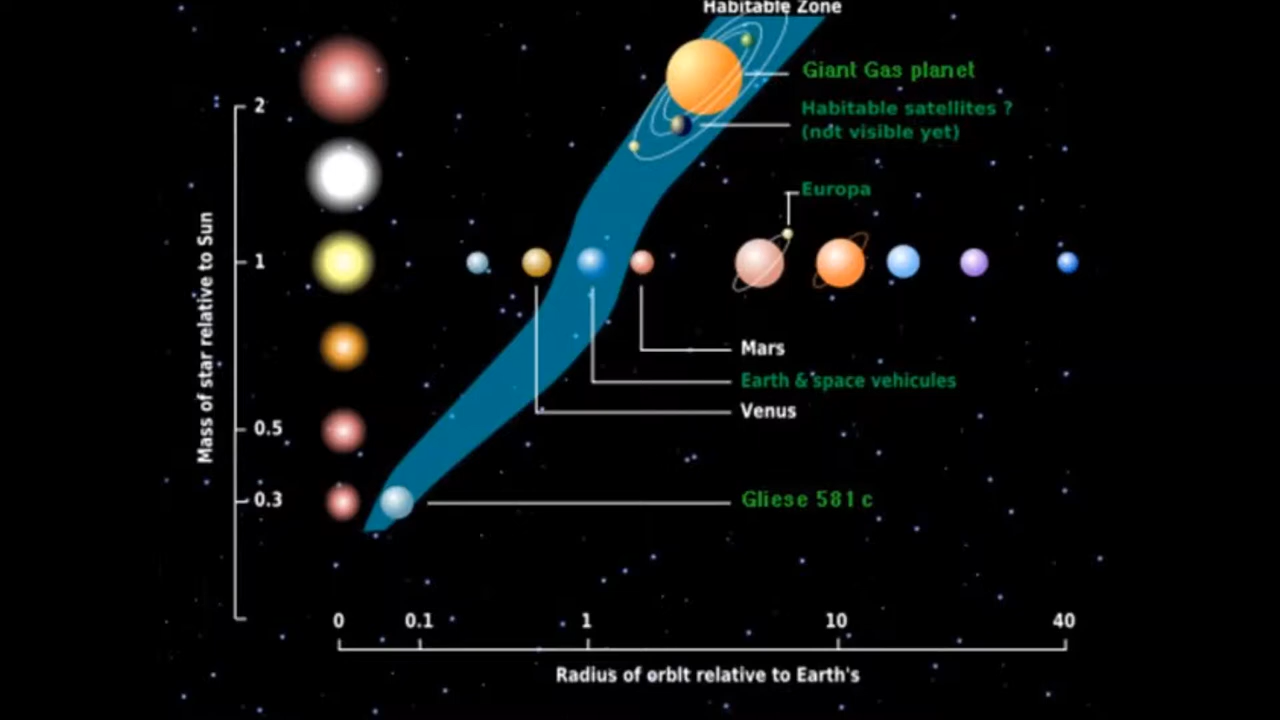 Habitable Zone
Giant Gas planet
Habitable satellites ?
(not visible yet)
Europa
Mass of star relative to Sun
2
1
0.5
0.3
Mars
Earth & space vehicules
Venus
Gliese 581 c
0 0.1 1 10 40
Radius of orbIt relative to Earth's